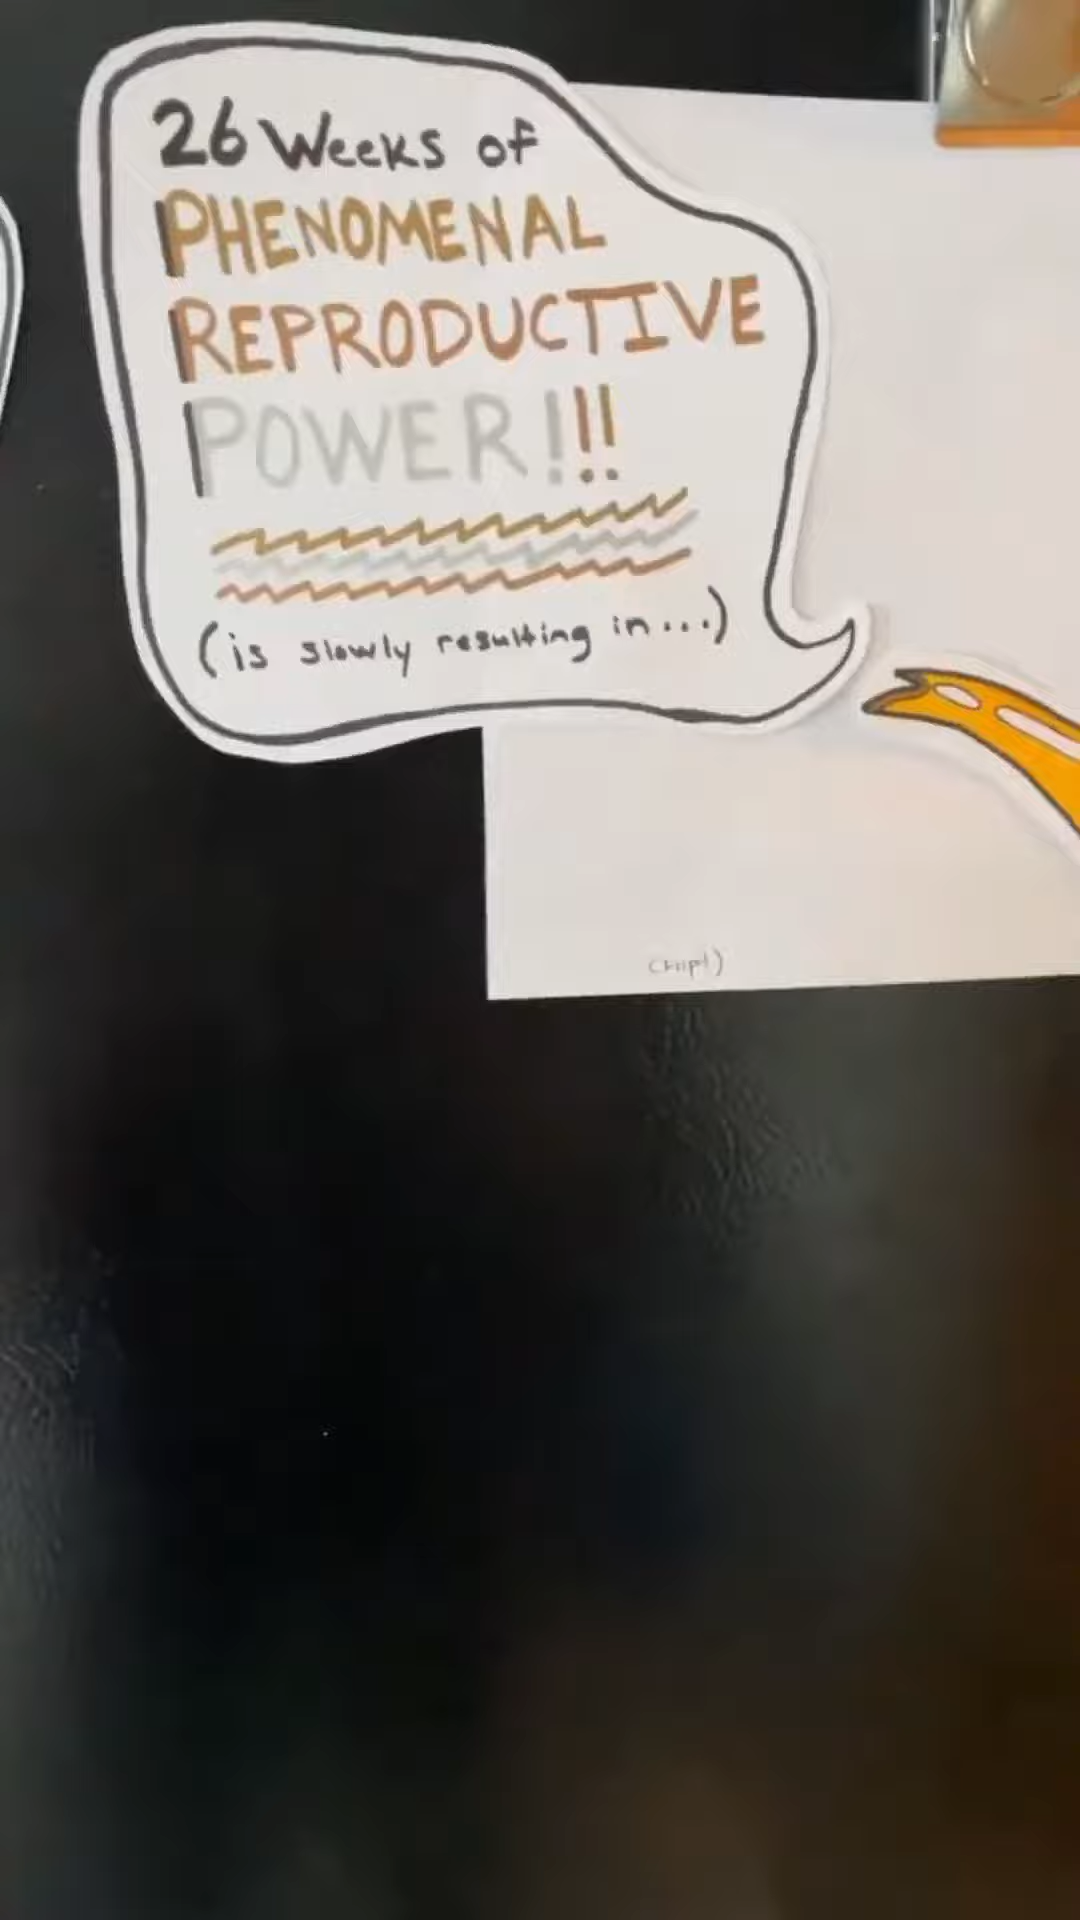 26 Weeks of
PHENOMENAL
REPRODUCTIVE
POWER!!!
(is slowly resulting in...)